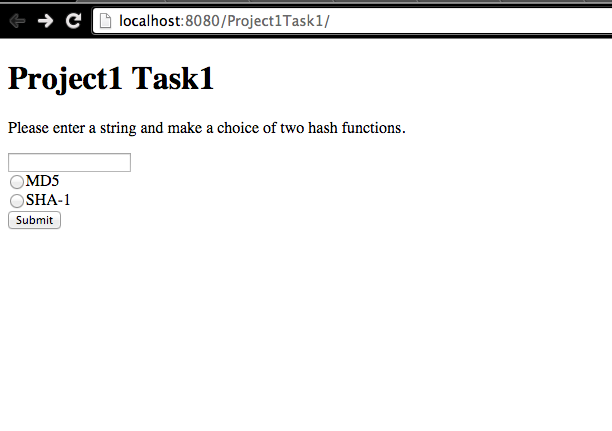 localhost:8080/Project1Task1/
Project1 Task1
Please enter a string and make a choice of two hash functions.
MD5
SHA-1
Submit